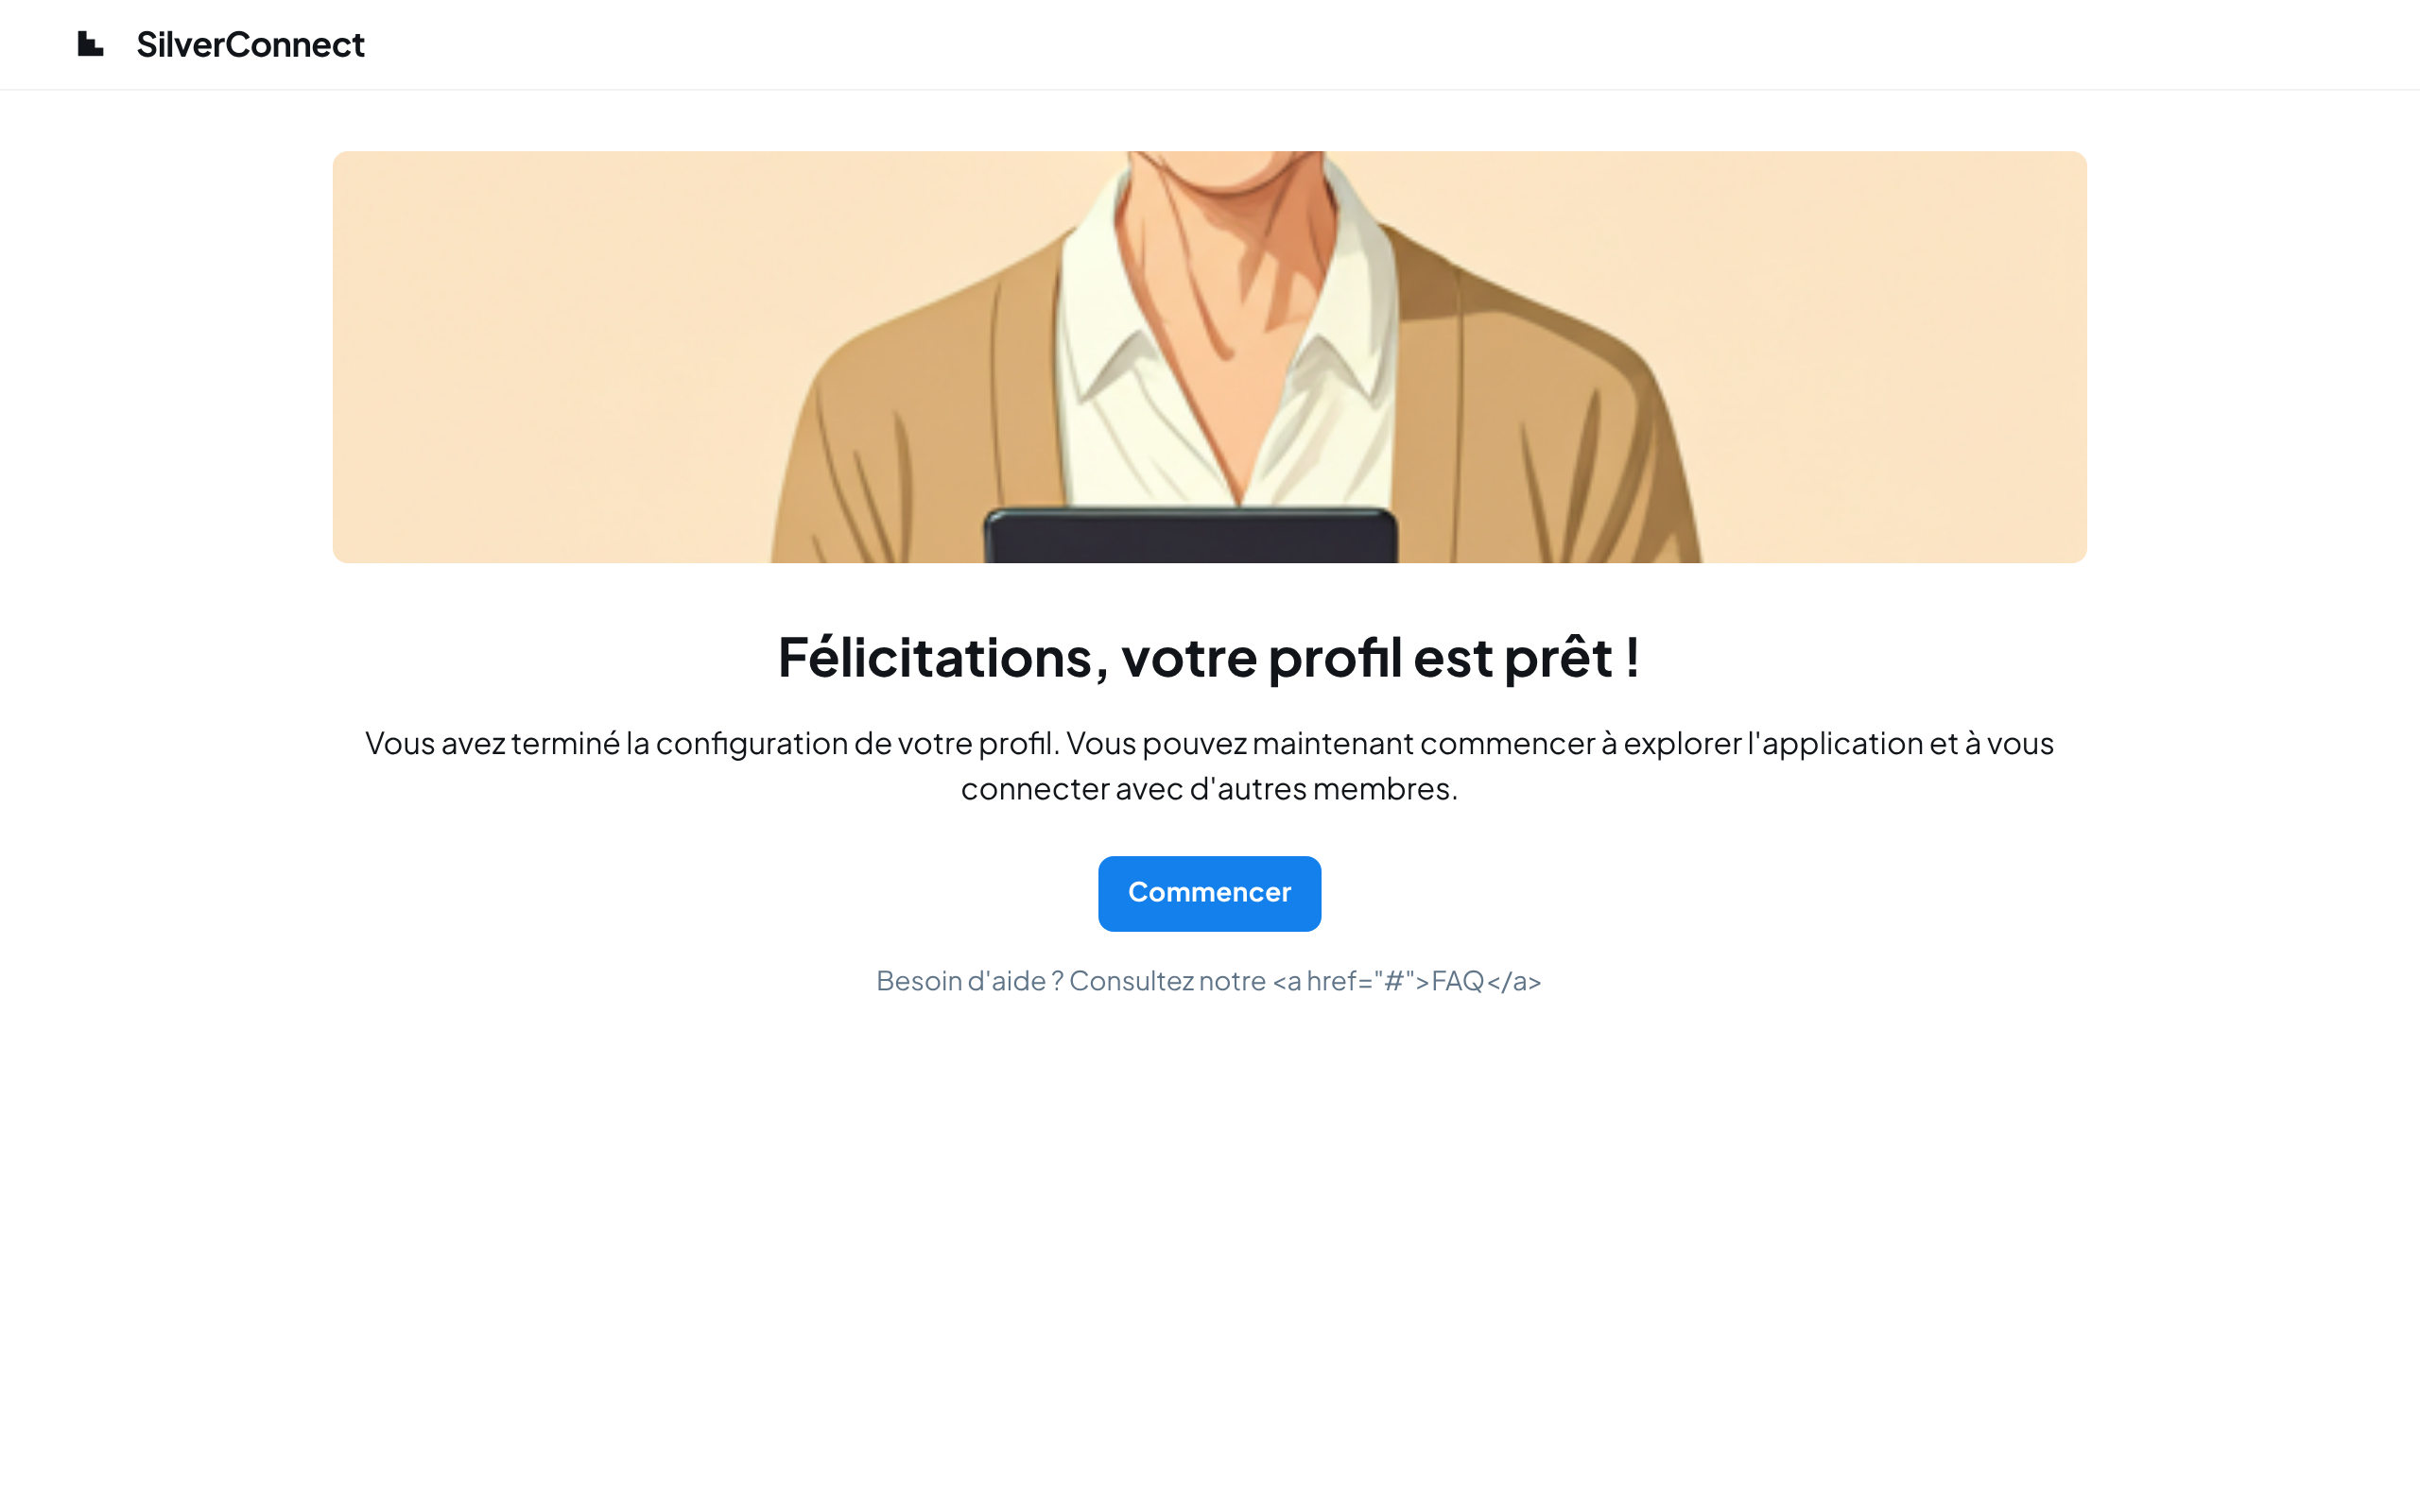 SilverConnect
Félicitations, votre profil est prêt !
Vous avez terminé la configuration de votre profil. Vous pouvez maintenant commencer à explorer l'application et à vous
connecter avec d'autres membres.
Commencer
Besoin d'aide ? Consultez notre <a href="#">FAQ</a>